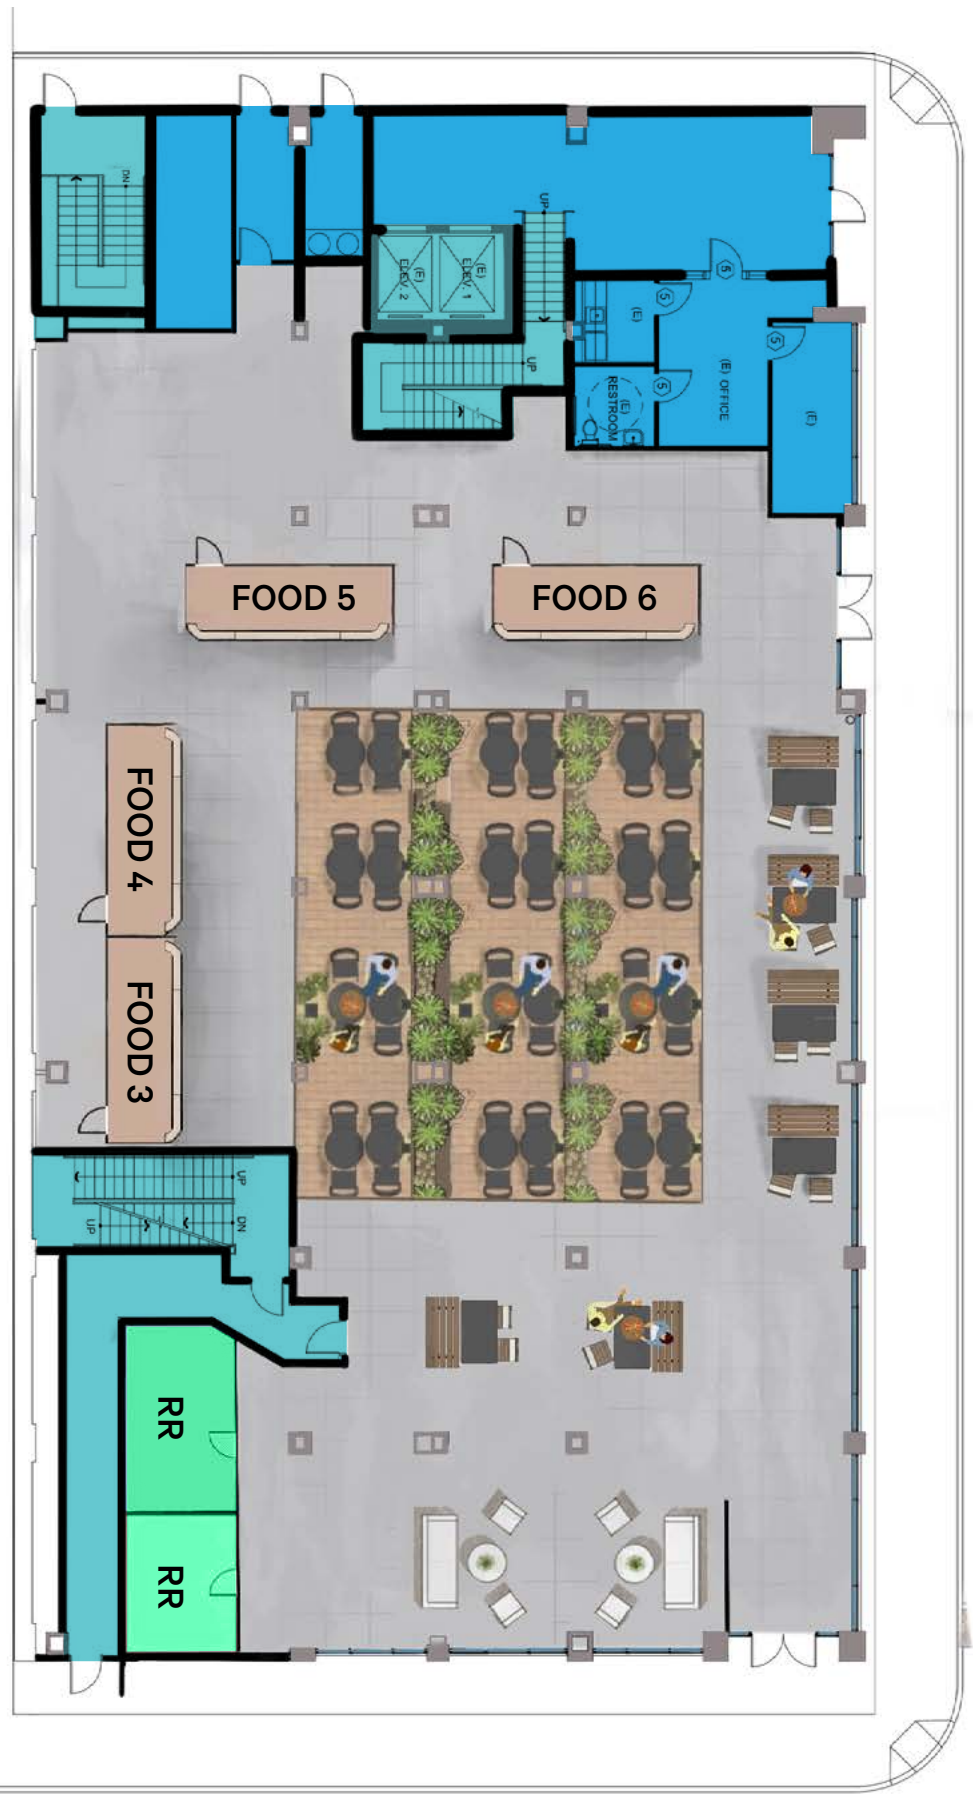 DN
UP
(E)
ELEV. 2
(E)
ELEV. 1
5
5
(E)
5
UP
5
(E)
RESTROOM
(E) OFFICE
(E)
FOOD 5
FOOD 6
FOOD 4
FOOD 3
UP
UP
DN
RR
RR